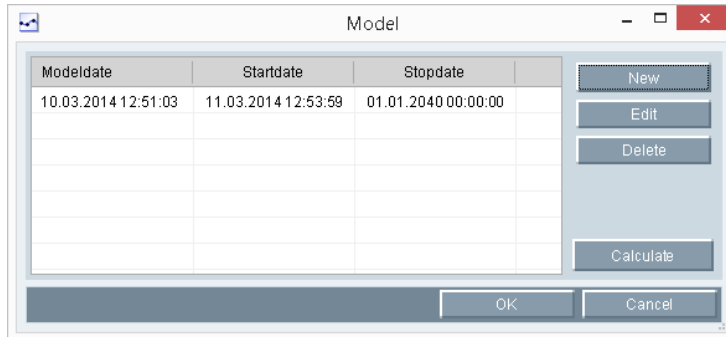 Model
Modeldate Startdate Stopdate
10.03.2014 12:51:03 11.03.2014 12:53:59 01.01.2040 00:00:00
New
Edit
Delete
Calculate
OK Cancel